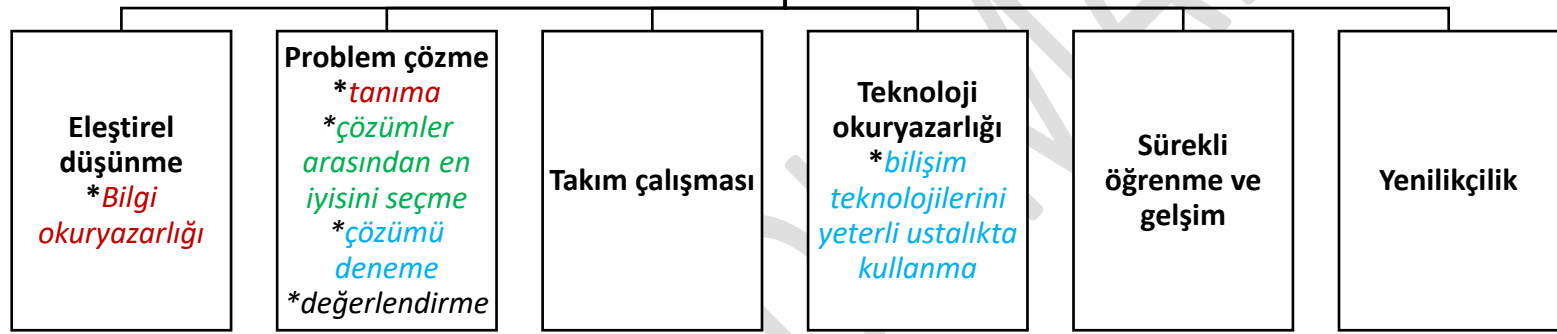 Eleştirel
düşünme
*Bilgi
okuryazarlığı
Problem çözme
*tanıma
*çözümler
arasından en
iyisini seçme
*çözümü
deneme
*değerlendirme
Takım çalışması
Teknoloji
okuryazarlığı
*bilişim
teknolojilerini
yeterli ustalıkta
kullanma
Sürekli
öğrenme ve
gelşim
Yenilikçilik